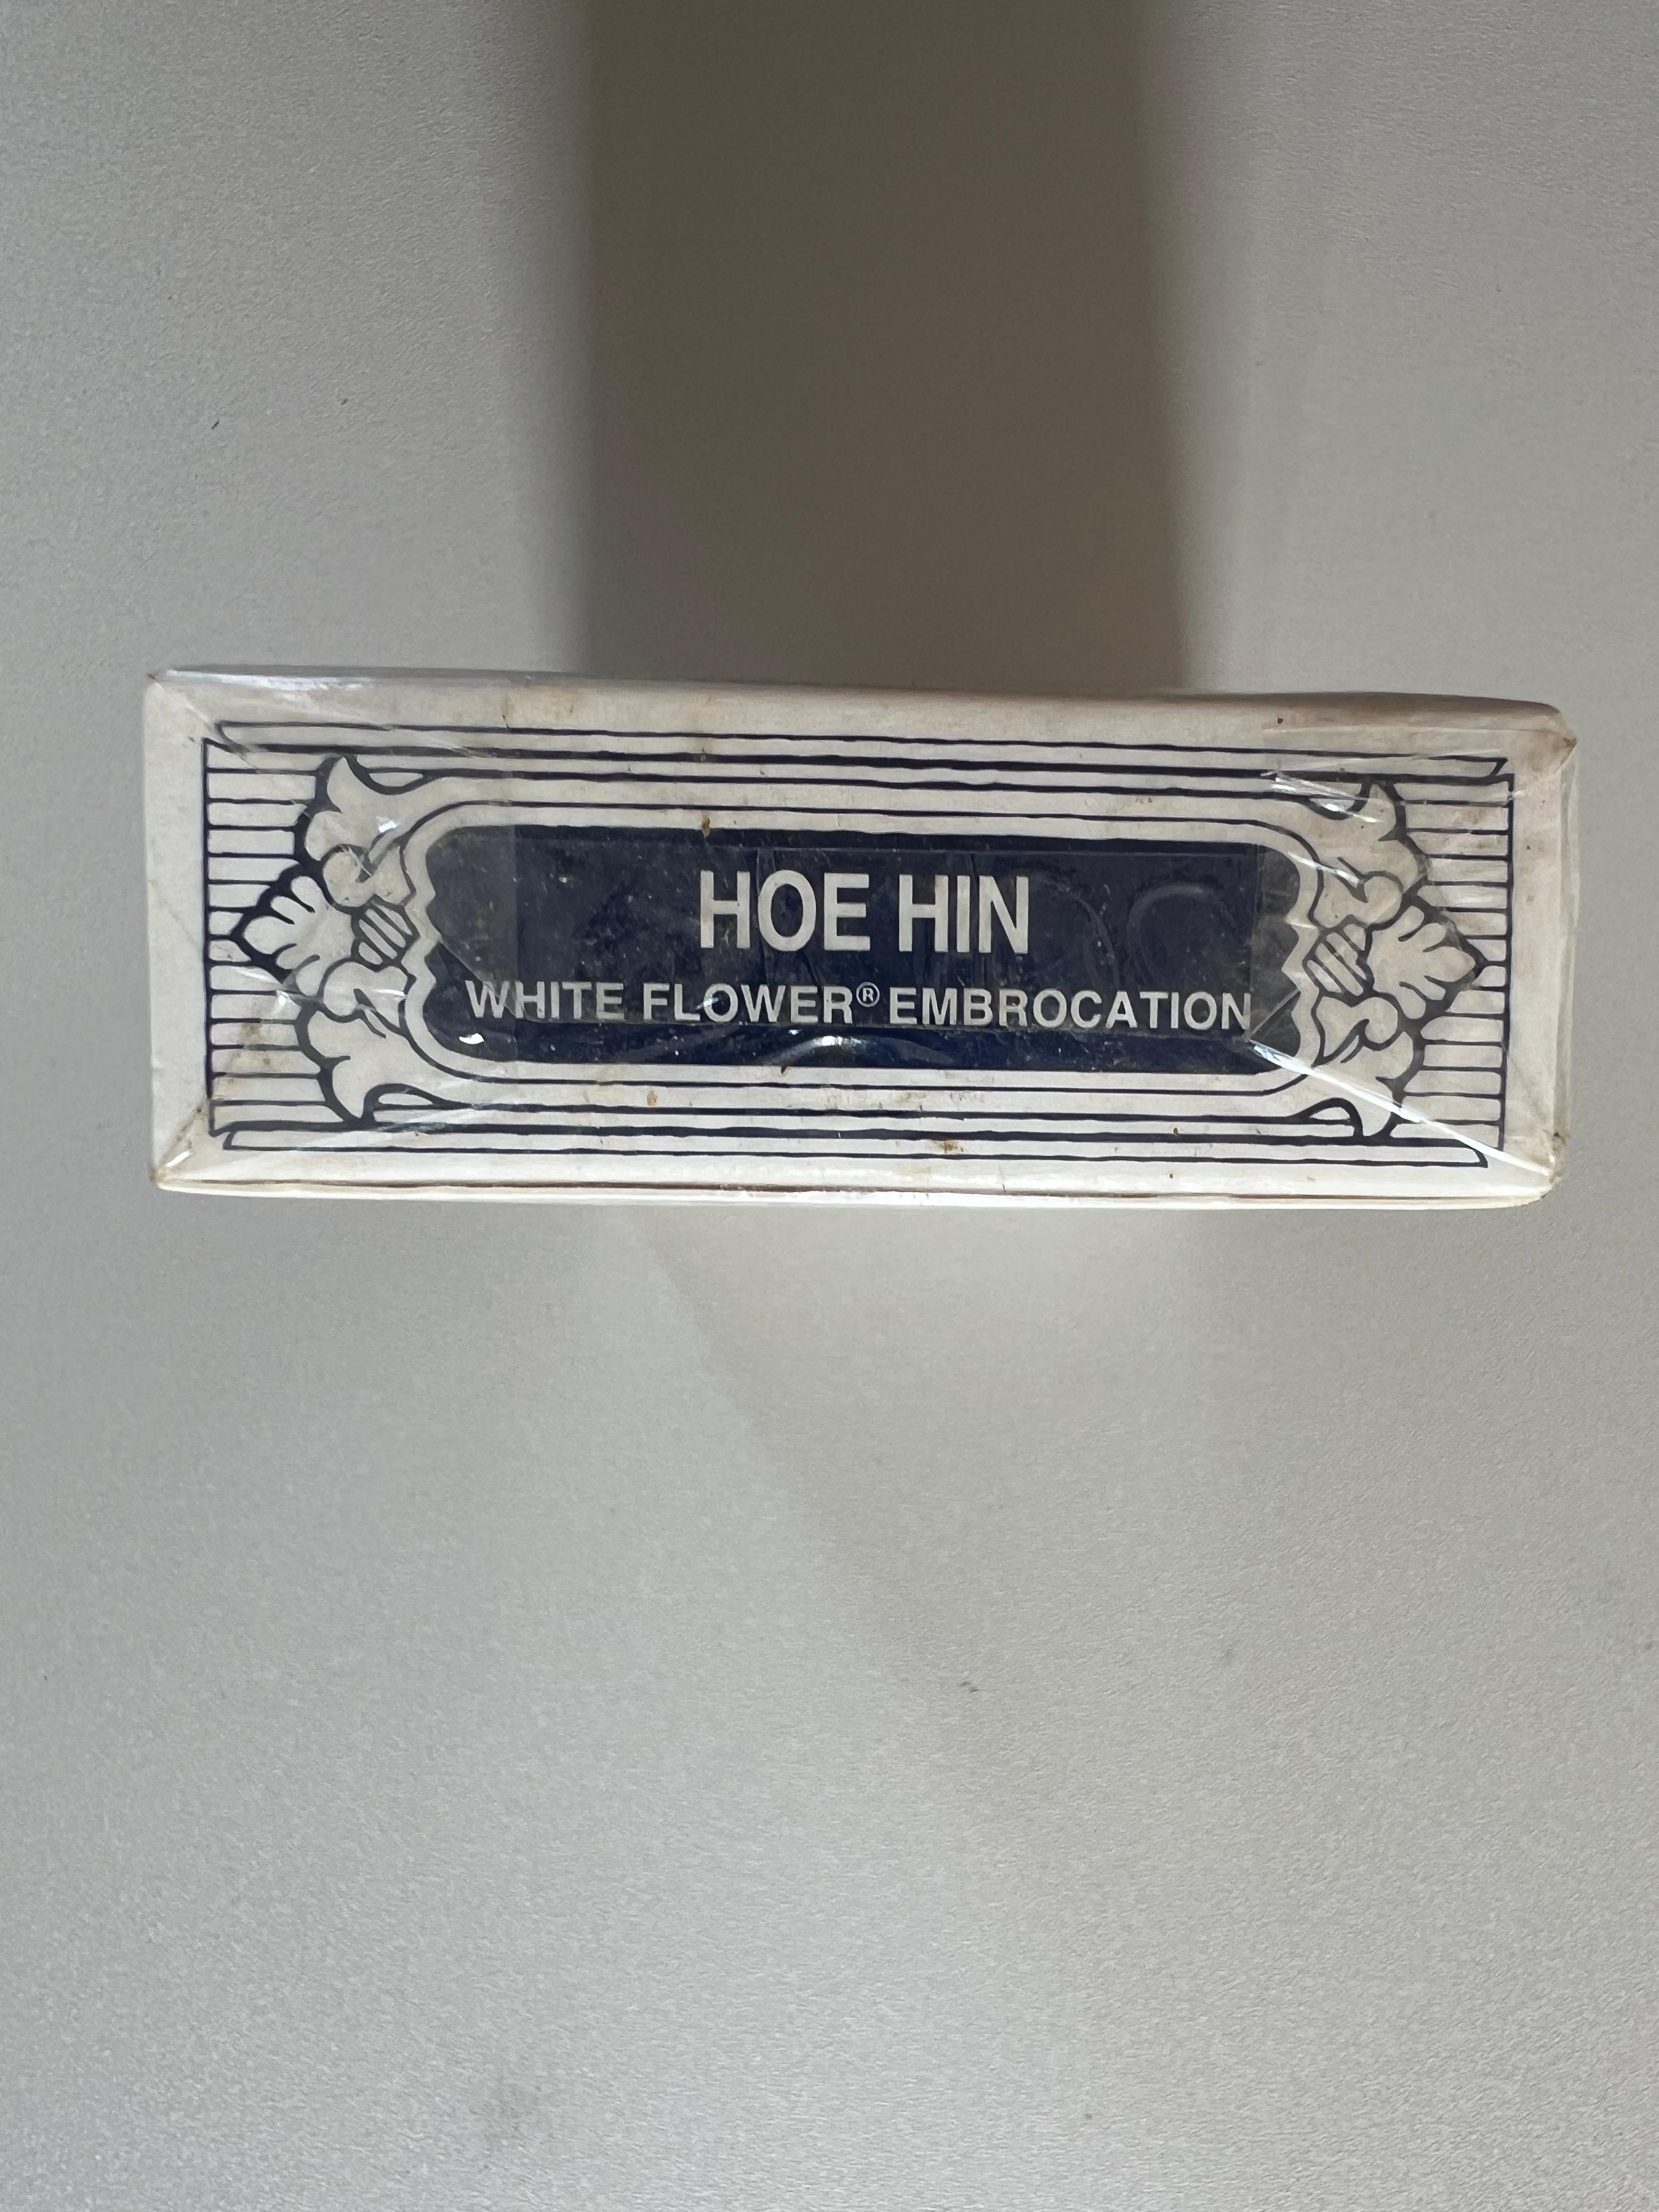 HOE HIN
WHITE FLOWER® EMBROCATION